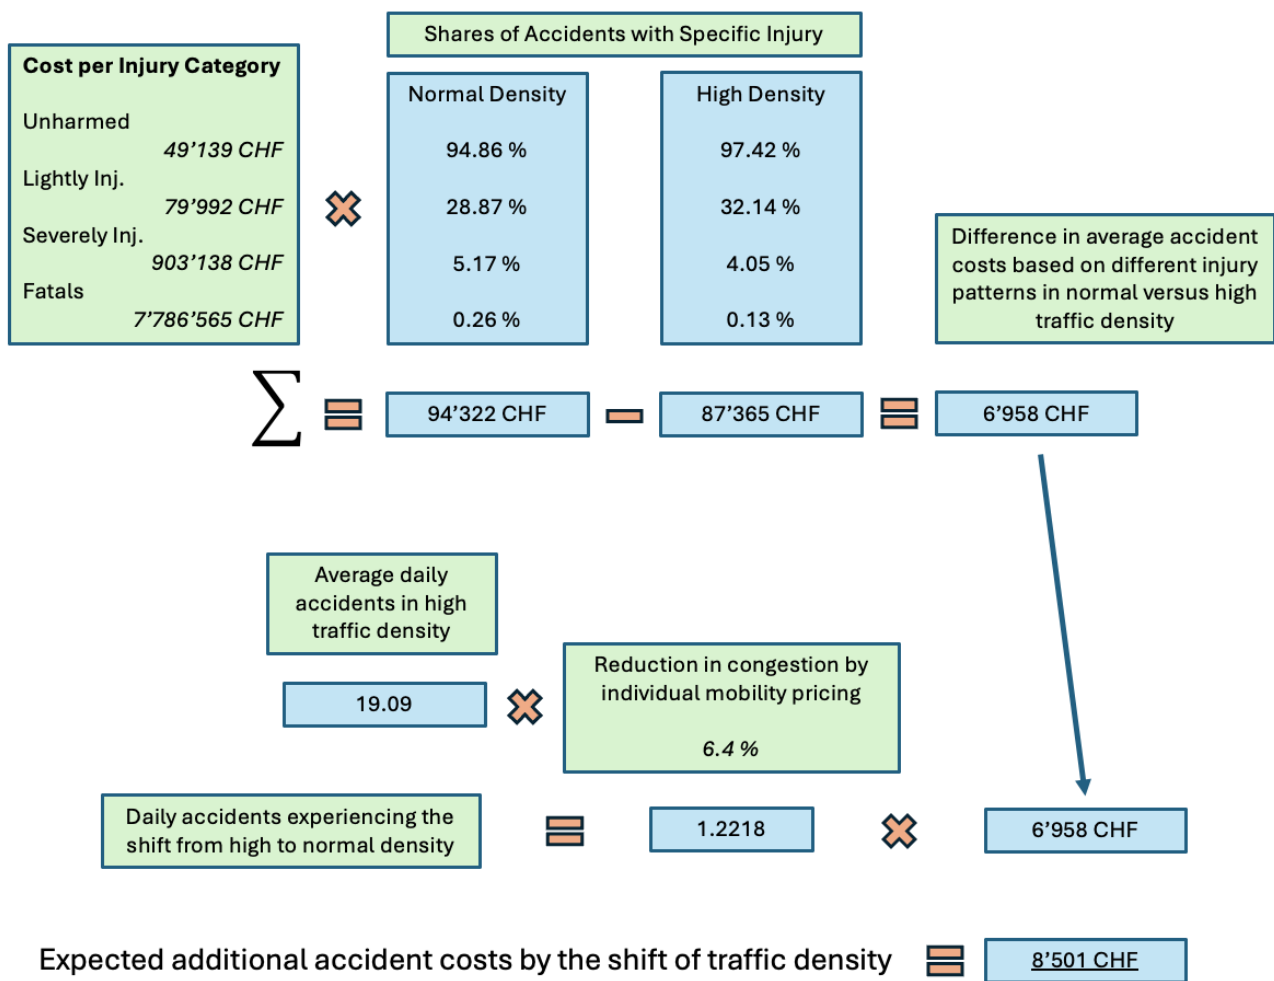 Shares of Accidents with Specific Injury
Cost per Injury Category
Unharmed
49’139 CHF
Lightly Inj.
79’992 CHF
Severely Inj.
903’138 CHF
Fatals
7’786’565 CHF
Normal Density
94.86 %
28.87 %
5.17 %
0.26 %
High Density
97.42 %
32.14 %
4.05 %
0.13 %
Difference in average accident
costs based on different injury
patterns in normal versus high
traffic density
∑ = 94’322 CHF − 87’365 CHF = 6’958 CHF
Average daily
accidents in high
traffic density
19.09
Reduction in congestion by
individual mobility pricing
6.4 %
Daily accidents experiencing the
shift from high to normal density
= 1.2218 × 6’958 CHF
Expected additional accident costs by the shift of traffic density = 8’501 CHF